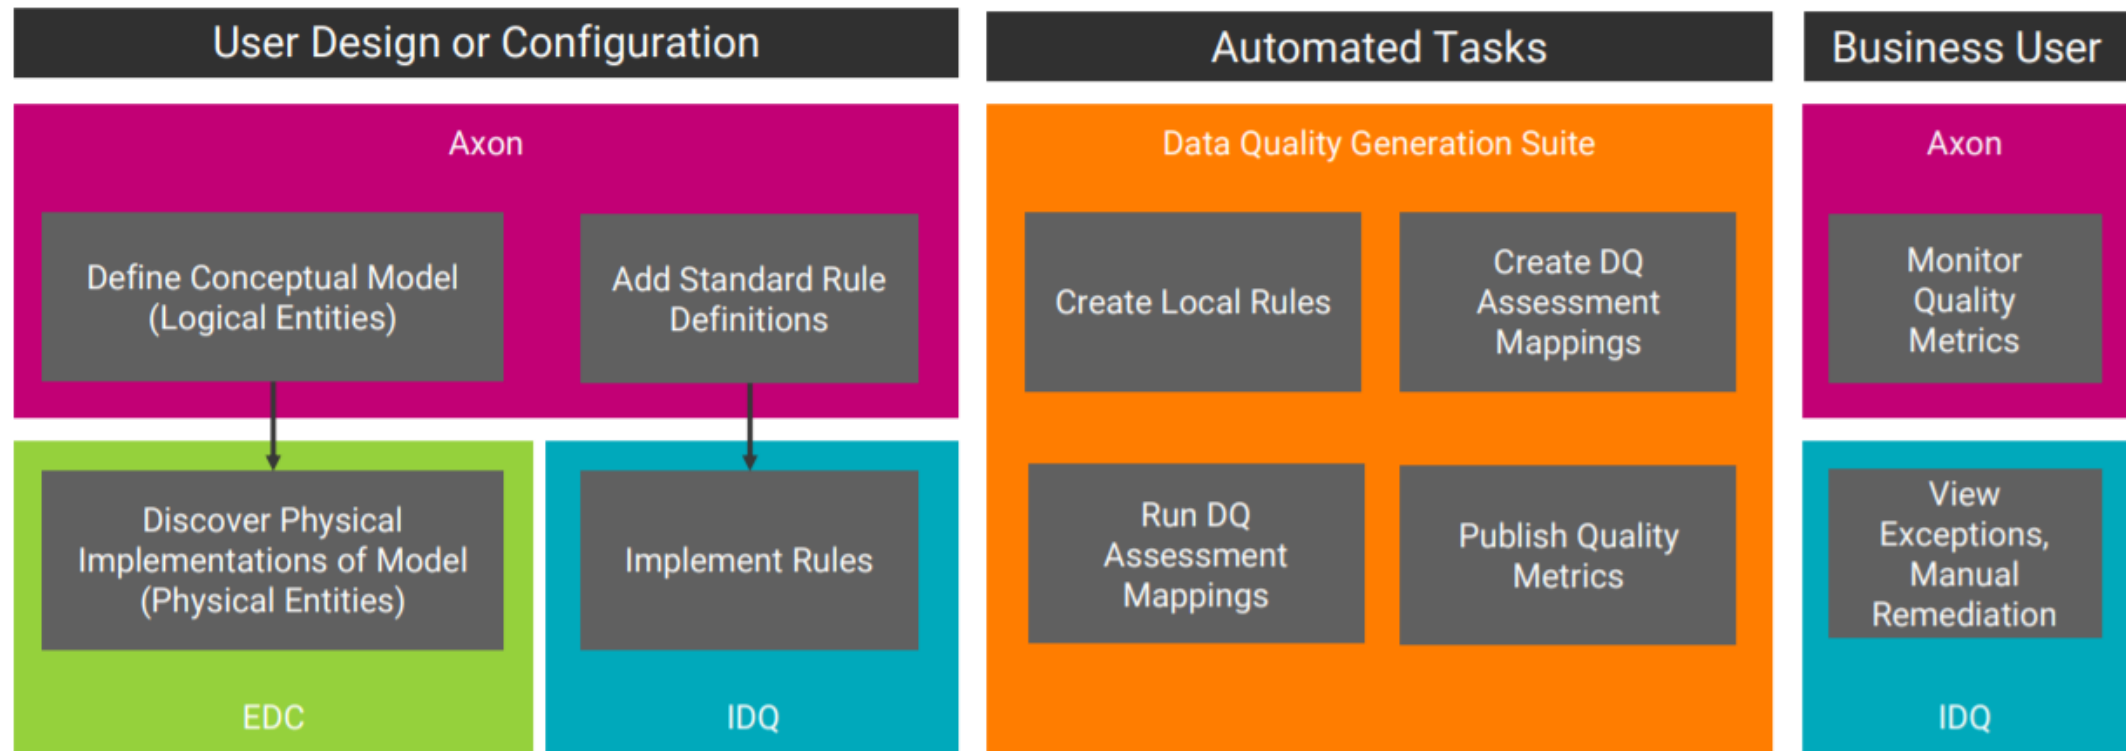 User Design or Configuration
Automated Tasks
Business User
Axon
Define Conceptual Model
(Logical Entities)
Add Standard Rule
Definitions
Discover Physical
Implementations of Model
(Physical Entities)
EDC
Implement Rules
IDQ
Data Quality Generation Suite
Create Local Rules
Create DQ
Assessment
Mappings
Run DQ
Assessment
Mappings
Publish Quality
Metrics
Axon
Monitor
Quality
Metrics
View
Exceptions,
Manual
Remediation
IDQ